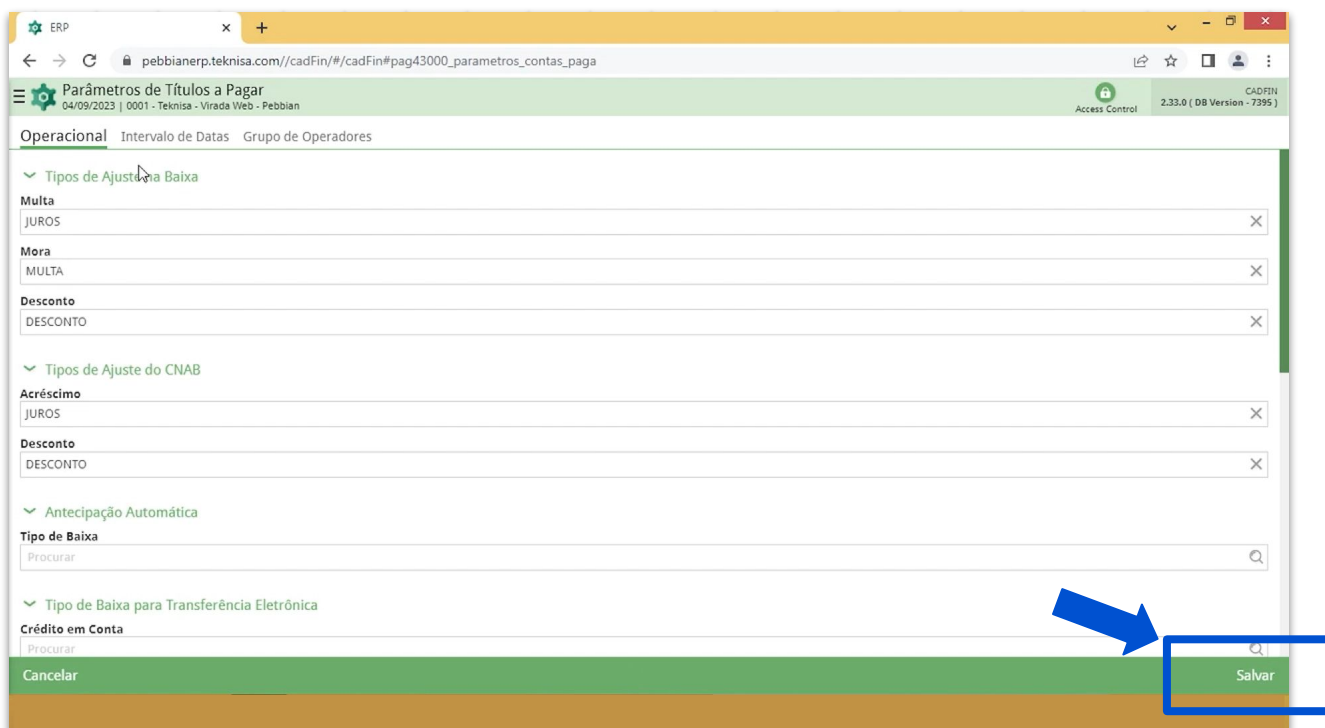 ERP
pebbianerp.teknisa.com//cadFin/#/cadFin#pag43000_parametros_contas_paga
Parâmetros de Títulos a Pagar
04/09/2023 | 0001 - Teknisa - Virada Web - Pebbian
Access Control
CADFIN
2.33.0 ( DB Version - 7395 )
Operacional Intervalo de Datas Grupo de Operadores
Tipos de Ajuste na Baixa
Multa
JUROS
Mora
MULTA
Desconto
DESCONTO
Tipos de Ajuste do CNAB
Acréscimo
JUROS
Desconto
DESCONTO
Antecipação Automática
Tipo de Baixa
Procurar
Tipo de Baixa para Transferência Eletrônica
Crédito em Conta
Procurar
Cancelar Salvar